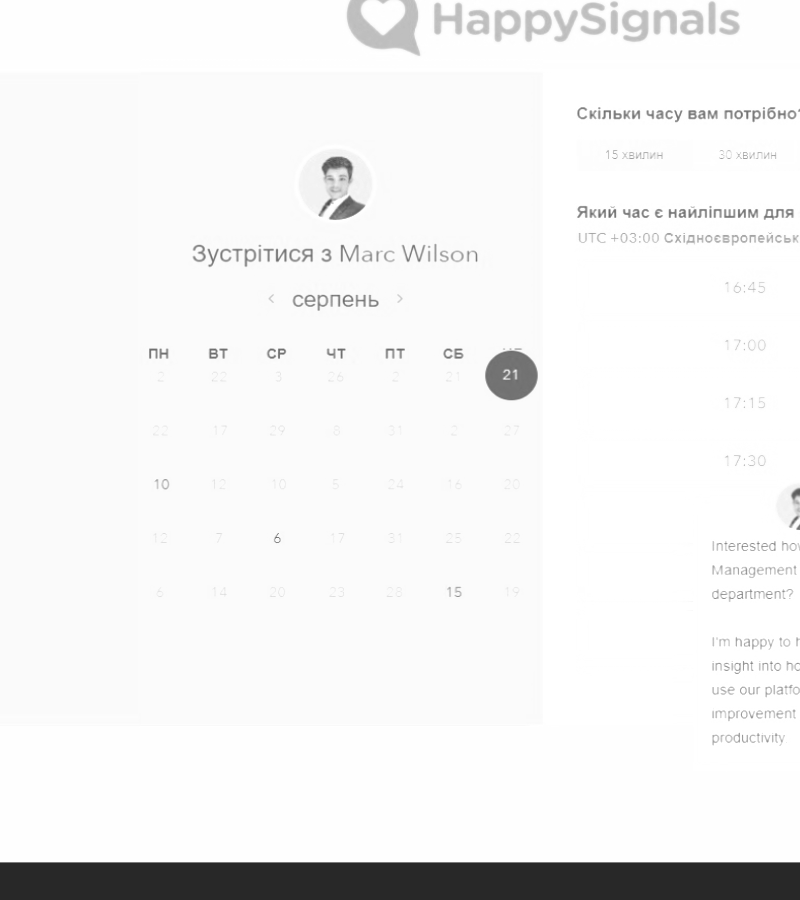 HappySignals
Зустрітися з Marc Wilson
серпень
ПН ВТ СР ЧТ ПТ СБ
2 22 3 26 2 21 21
22 17 29 8 31 2 27
10 12 10 5 24 16 20
12 7 6 17 31 25 22
6 14 20 23 28 15 19
Скільки часу вам потрібно?
15 хвилин 30 хвилин
Який час є найліпшим для
UTC +03:00 Східноєвропейськ
16:45
17:00
17:15
17:30
Interested how
Management
department?
I'm happy to h
insight into ho
use our platfo
improvement
productivity